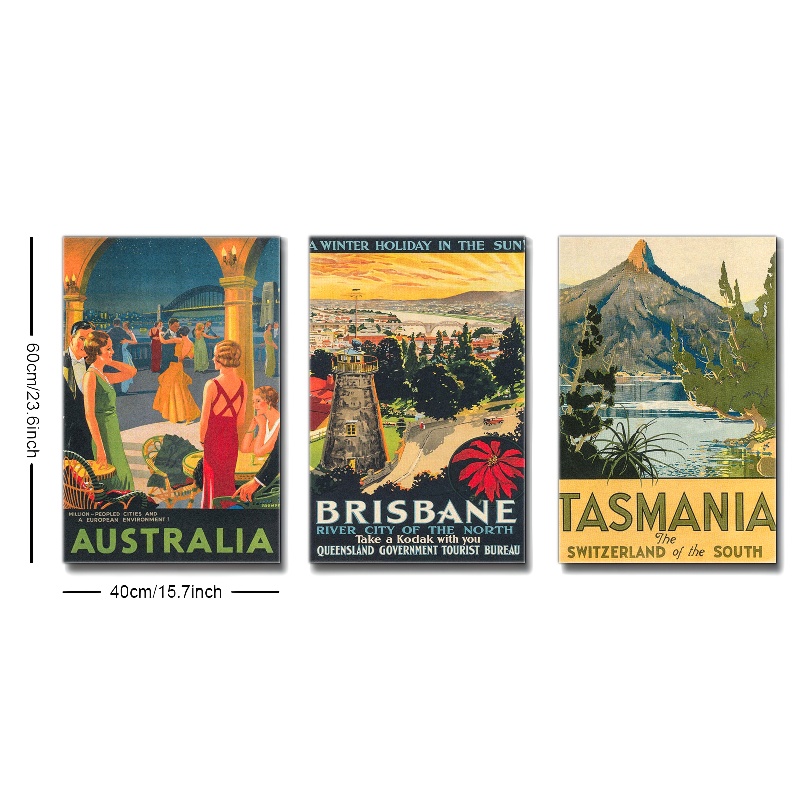 60cm/23.6inch
40cm/15.7inch
MILLION-PEOPLED CITIES AND
A EUROPEAN ENVIRONMENT!
AUSTRALIA
A WINTER HOLIDAY IN THE SUN!
BRISBANE
RIVER CITY OF THE NORTH
Take a Kodak with you
QUEENSLAND GOVERNMENT TOURIST BUREAU
TASMANIA
The
SWITZERLAND of the SOUTH